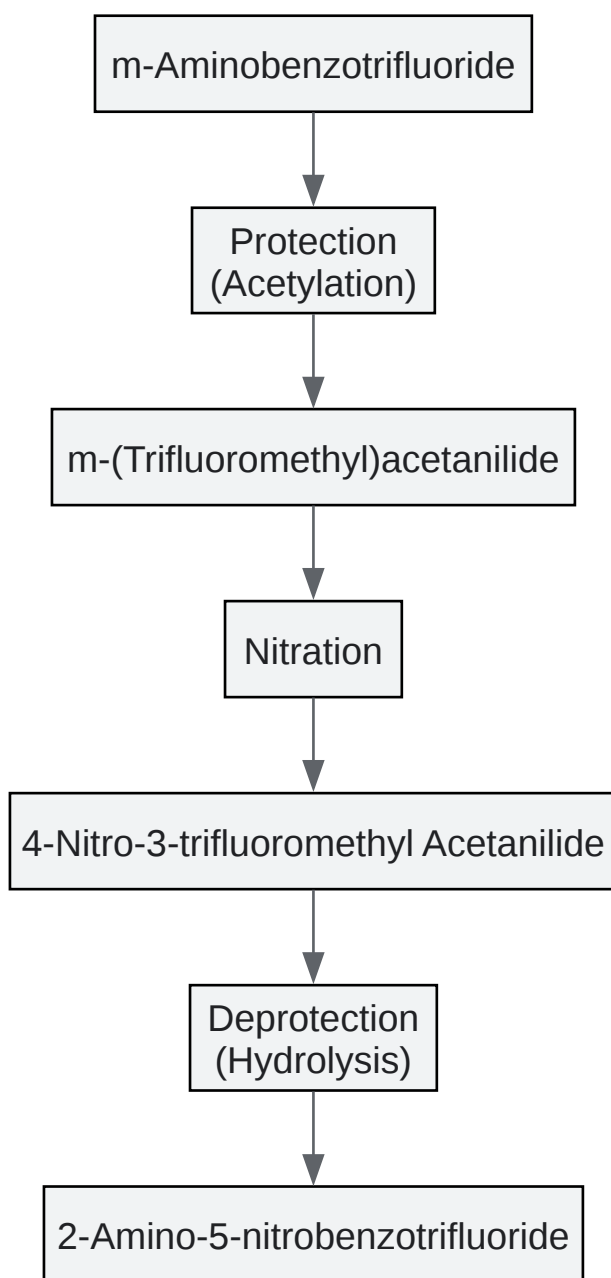 m-Aminobenzotrifluoride
Protection
(Acetylation)
m-(Trifluoromethyl)acetanilide
Nitration
4-Nitro-3-trifluoromethyl Acetanilide
Deprotection
(Hydrolysis)
2-Amino-5-nitrobenzotrifluoride